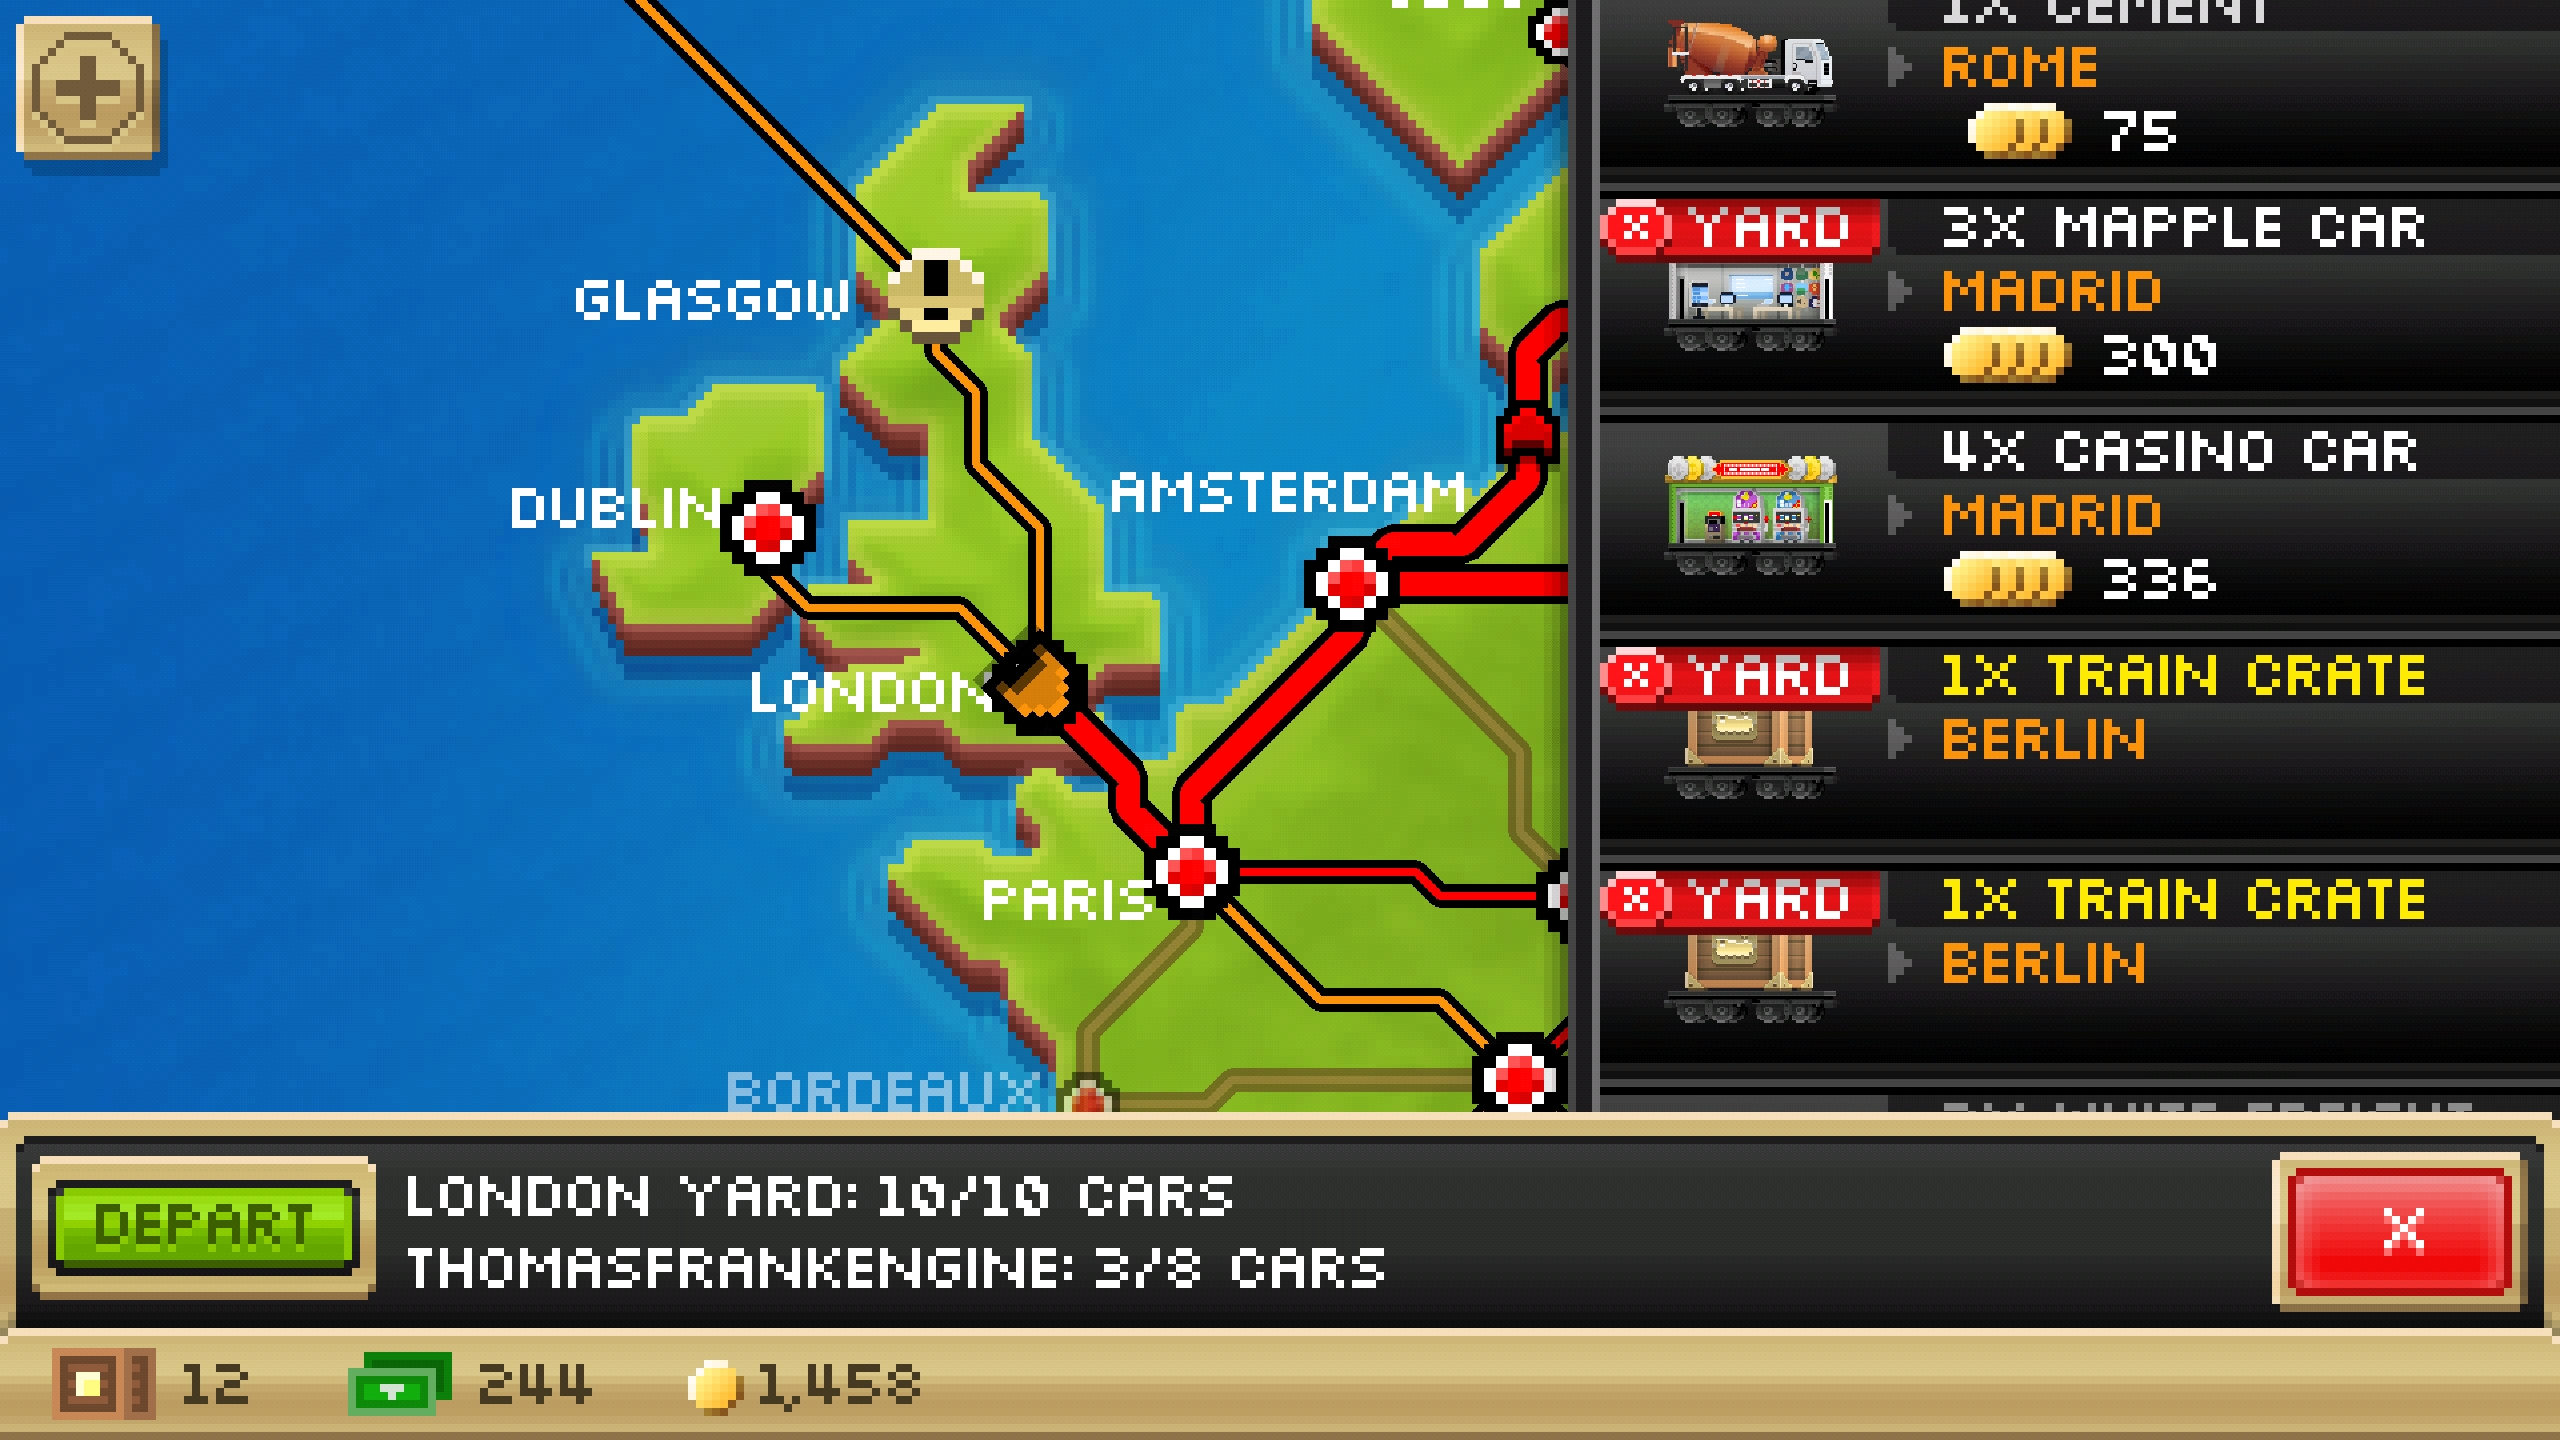 1X CEMENT
ROME
75
YARD
3X MAPPLE CAR
MADRID
300
4X CASINO CAR
MADRID
336
YARD
1X TRAIN CRATE
BERLIN
YARD
1X TRAIN CRATE
BERLIN
GLASGOW
DUBLIN
AMSTERDAM
LONDON
PARIS
BORDEAUX
DEPART
LONDON YARD: 10/10 CARS
THOMASFRANKENGINE: 3/8 CARS
X
12
244
1,458